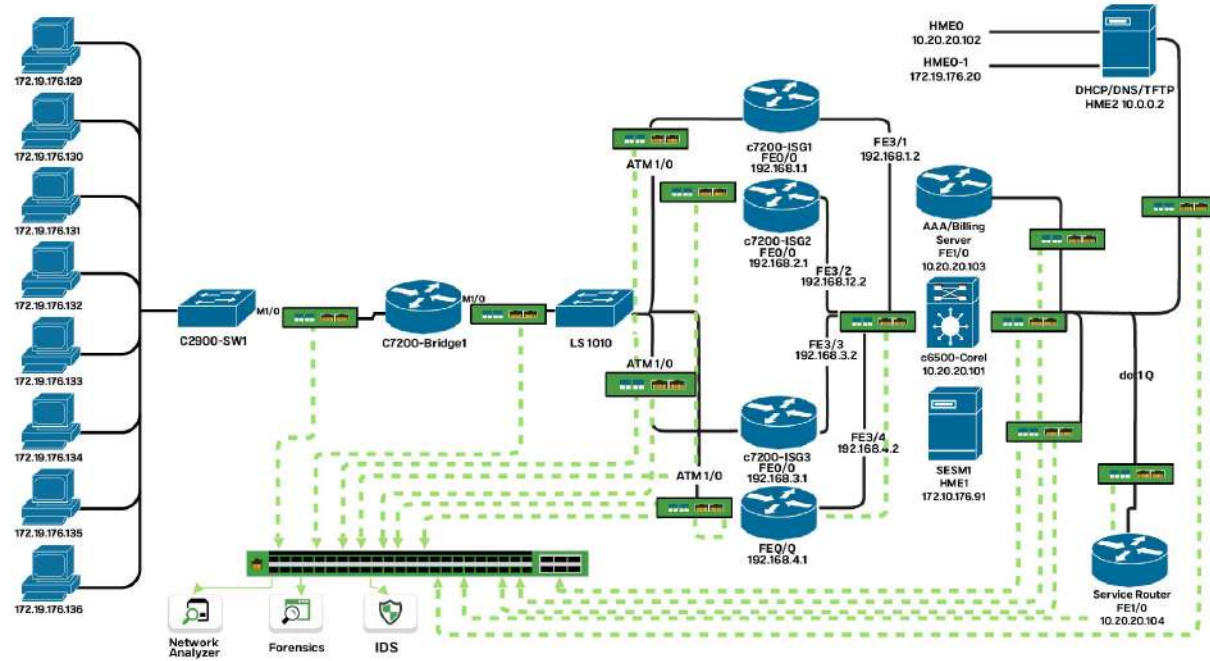 172.19.176.129
172.19.176.130
172.19.176.131
172.19.176.132
172.19.176.133
172.19.176.134
172.19.176.135
172.19.176.136
C2900-SW1
M1/0
C7200-Bridge1
M1/0
LS 1010
ATM 1/0
ATM 1/0
ATM 1/0
c7200-ISG1
FE0/0
192.168.1.1
c7200-ISG2
FE0/0
192.168.2.1
c7200-ISG3
FE0/0
192.168.3.1
FE0/0
192.168.4.1
FE3/1
192.168.1.2
FE3/2
192.168.12.2
FE3/3
192.168.3.2
FE3/4
192.168.4.2
HME0
10.20.20.102
HME0-1
172.19.176.20
DHCP/DNS/TFTP
HME2 10.0.0.2
AAA/Billing
Server
FE1/0
10.20.20.103
c6500-Corel
10.20.20.101
SESM1
HME1
172.10.176.91
dot1Q
Service Router
FE1/0
10.20.20.104
Network
Analyzer
Forensics
IDS